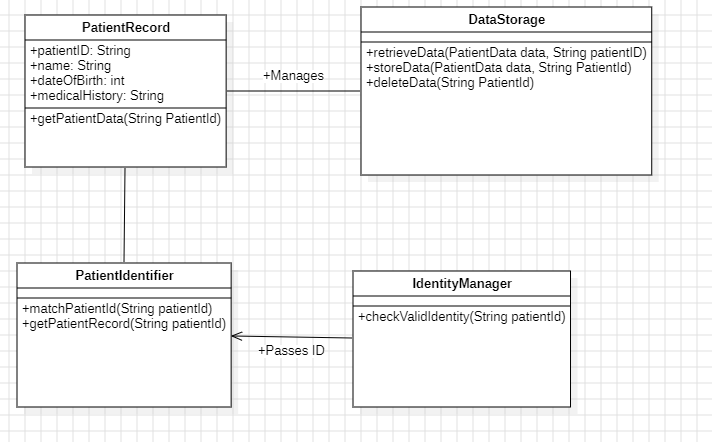 PatientRecord
+patientID: String
+name: String
+dateOfBirth: int
+medicalHistory: String
+getPatientData(String PatientId)
+Manages
DataStorage
+retrieveData(PatientData data, String patientID)
+storeData(PatientData data, String PatientId)
+deleteData(String PatientId)
PatientIdentifier
+matchPatientId(String patientId)
+getPatientRecord(String patientId)
+Passes ID
IdentityManager
+checkValidIdentity(String patientId)